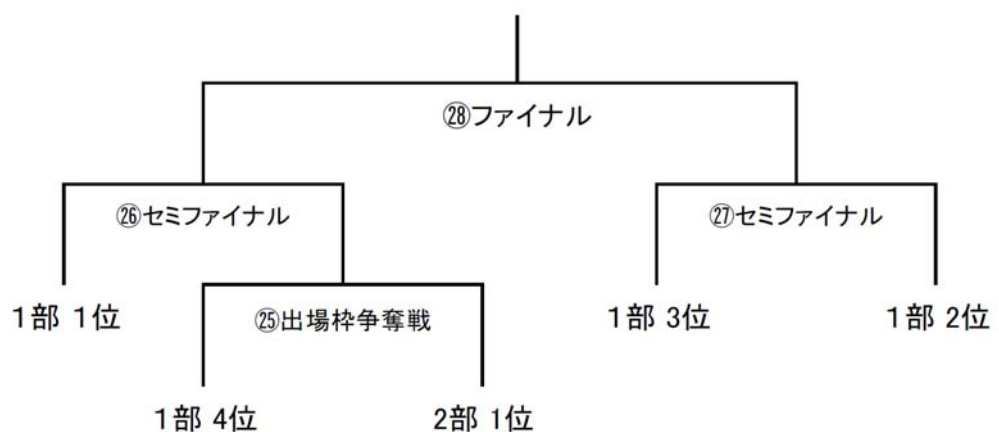 ㉘ファイナル
㉖セミファイナル
㉗セミファイナル
1部 1位
㉕出場枠争奪戦
1部 3位
1部 2位
1部 4位
2部 1位